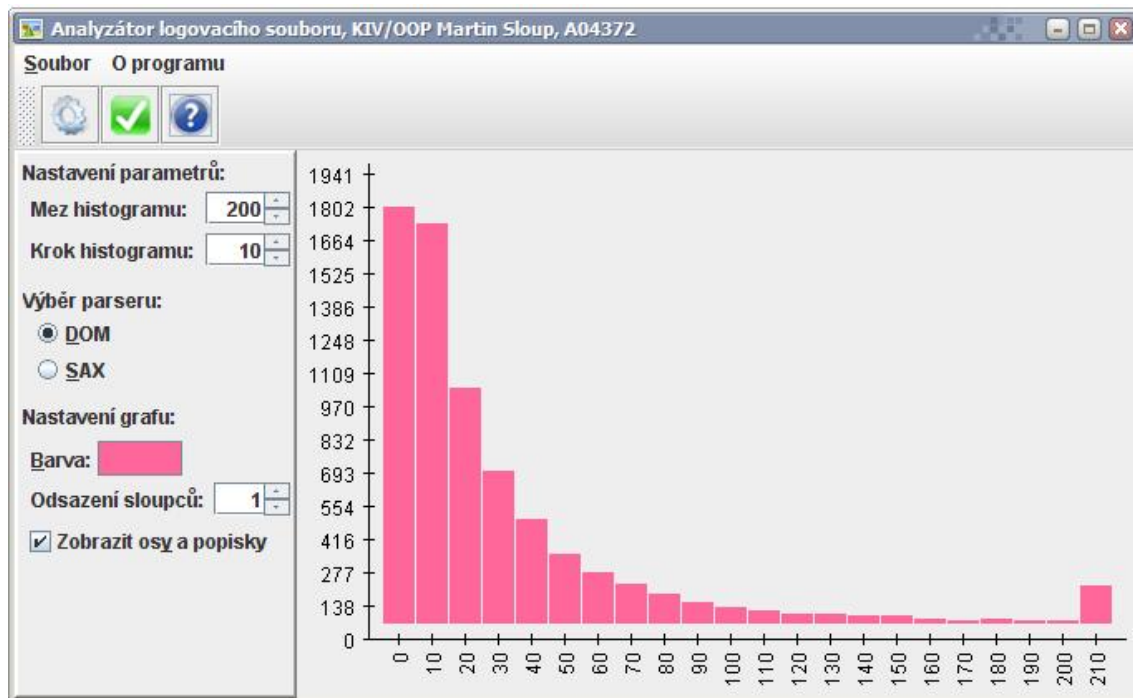 Analyzátor logovacího souboru, KIV/OOP Martin Sloup, A04372
Soubor O programu
?
Nastavení parametrů:
Mez histogramu: 200
Krok histogramu: 10
Výběr parseru:
DOM
SAX
Nastavení grafu:
Barva:
Odsazení sloupců: 1
Zobrazit osy a popisky
1941
1802
1664
1525
1386
1248
1109
970
832
693
554
416
277
138
0
0 10 20 30 40 50 60 70 80 90 100 110 120 130 140 150 160 170 180 190 200 210